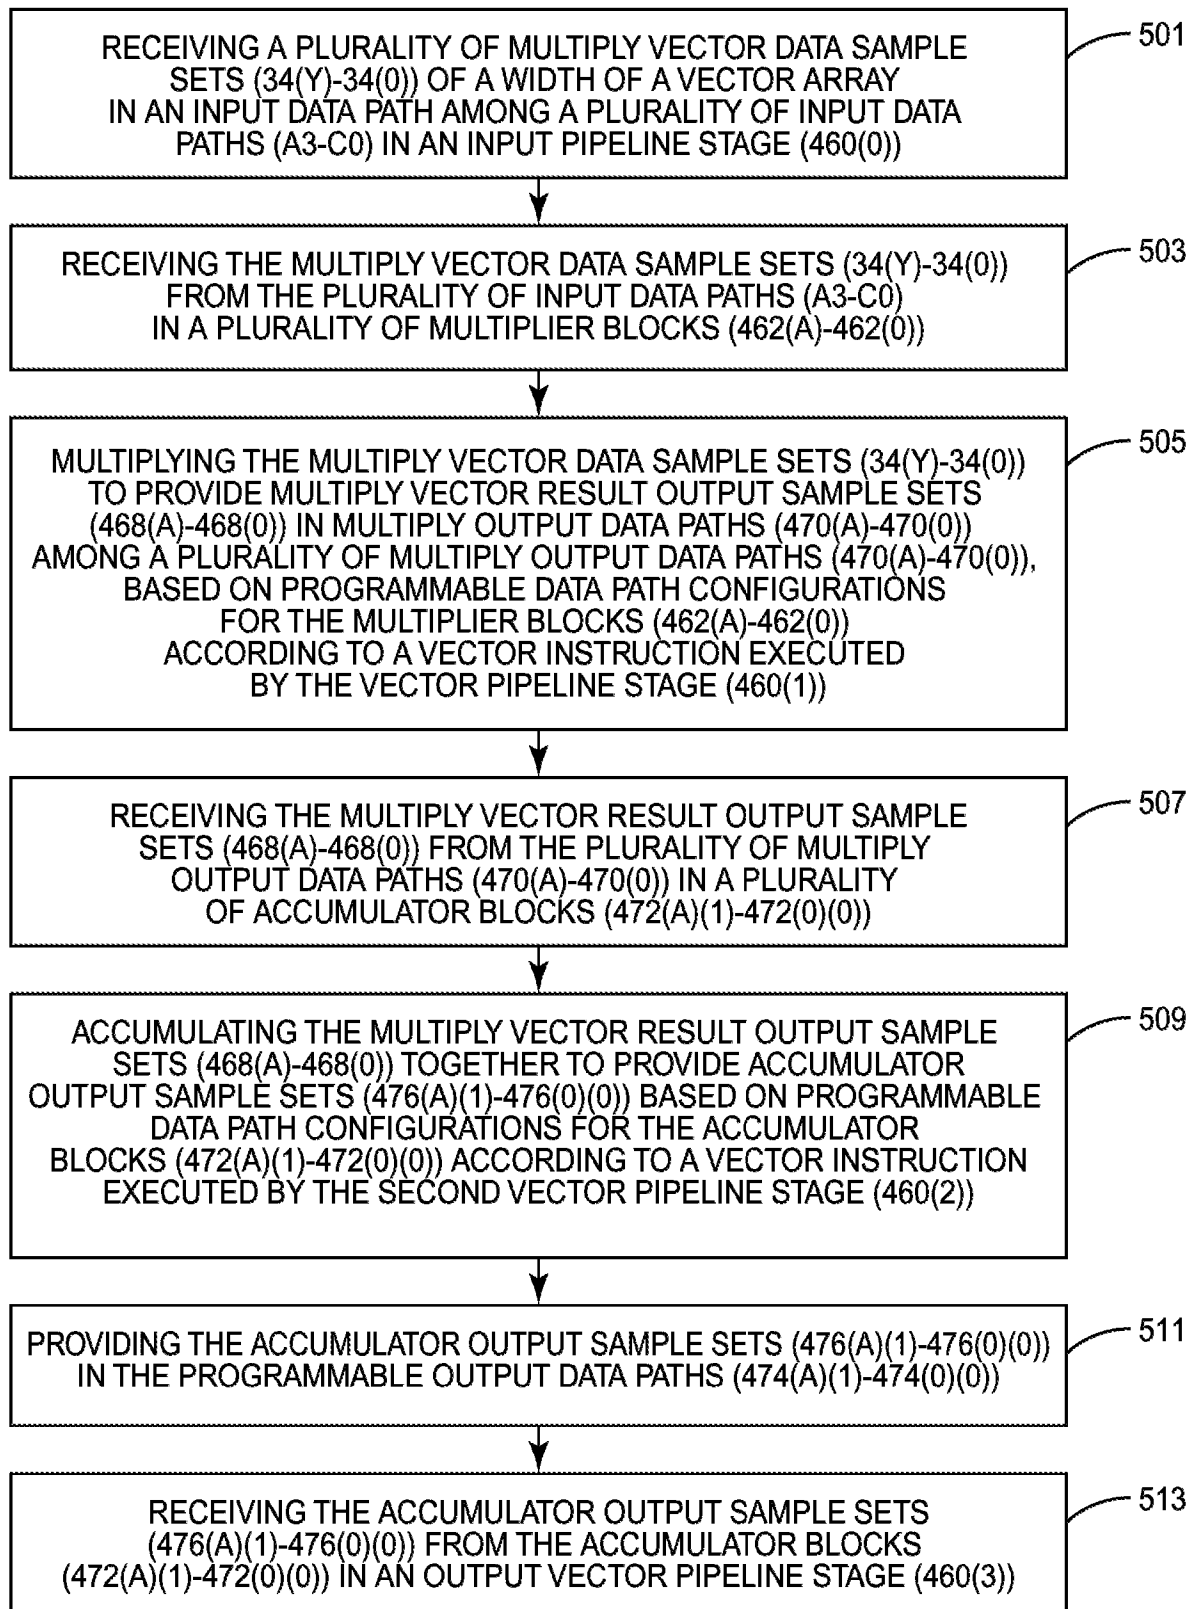 RECEIVING A PLURALITY OF MULTIPLY VECTOR DATA SAMPLE
SETS (34(Y)-34(0)) OF A WIDTH OF A VECTOR ARRAY
IN AN INPUT DATA PATH AMONG A PLURALITY OF INPUT DATA
PATHS (A3-C0) IN AN INPUT PIPELINE STAGE (460(0))
501
RECEIVING THE MULTIPLY VECTOR DATA SAMPLE SETS (34(Y)-34(0))
FROM THE PLURALITY OF INPUT DATA PATHS (A3-C0)
IN A PLURALITY OF MULTIPLIER BLOCKS (462(A)-462(0))
503
MULTIPLYING THE MULTIPLY VECTOR DATA SAMPLE SETS (34(Y)-34(0))
TO PROVIDE MULTIPLY VECTOR RESULT OUTPUT SAMPLE SETS
(468(A)-468(0)) IN MULTIPLY OUTPUT DATA PATHS (470(A)-470(0))
AMONG A PLURALITY OF MULTIPLY OUTPUT DATA PATHS (470(A)-470(0)),
BASED ON PROGRAMMABLE DATA PATH CONFIGURATIONS
FOR THE MULTIPLIER BLOCKS (462(A)-462(0))
ACCORDING TO A VECTOR INSTRUCTION EXECUTED
BY THE VECTOR PIPELINE STAGE (460(1))
505
RECEIVING THE MULTIPLY VECTOR RESULT OUTPUT SAMPLE
SETS (468(A)-468(0)) FROM THE PLURALITY OF MULTIPLY
OUTPUT DATA PATHS (470(A)-470(0)) IN A PLURALITY
OF ACCUMULATOR BLOCKS (472(A)(1)-472(0)(0))
507
ACCUMULATING THE MULTIPLY VECTOR RESULT OUTPUT SAMPLE
SETS (468(A)-468(0)) TOGETHER TO PROVIDE ACCUMULATOR
OUTPUT SAMPLE SETS (476(A)(1)-476(0)(0)) BASED ON PROGRAMMABLE
DATA PATH CONFIGURATIONS FOR THE ACCUMULATOR
BLOCKS (472(A)(1)-472(0)(0)) ACCORDING TO A VECTOR INSTRUCTION
EXECUTED BY THE SECOND VECTOR PIPELINE STAGE (460(2))
509
PROVIDING THE ACCUMULATOR OUTPUT SAMPLE SETS (476(A)(1)-476(0)(0))
IN THE PROGRAMMABLE OUTPUT DATA PATHS (474(A)(1)-474(0)(0))
511
RECEIVING THE ACCUMULATOR OUTPUT SAMPLE SETS
(476(A)(1)-476(0)(0)) FROM THE ACCUMULATOR BLOCKS
(472(A)(1)-472(0)(0)) IN AN OUTPUT VECTOR PIPELINE STAGE (460(3))
513